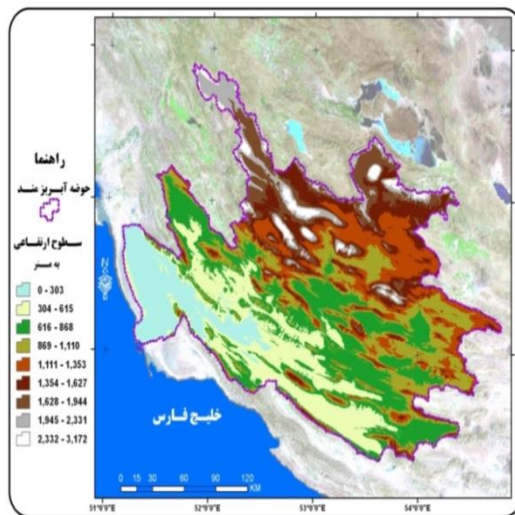 راهنما
حوضه آبریز مند
سطوح ارتفاعی
به متر
0 - 303
304 - 615
616 - 868
869 - 1,110
1,111 - 1,353
1,354 - 1,627
1,628 - 1,944
1,945 - 2,331
2,332 - 3,172
خلیج فارس
0 15 30 60 90 120
KM
51°0'0"E 52°0'0"E 53°0'0"E 54°0'0"E